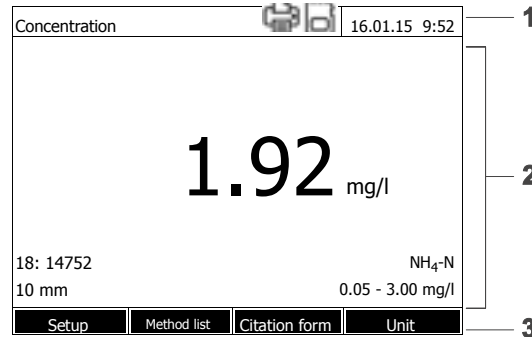 Concentration 16.01.15 9:52 1
1.92 mg/l 2
18: 14752 NH₄-N
10 mm 0.05 - 3.00 mg/l
Setup Method list Citation form Unit 3